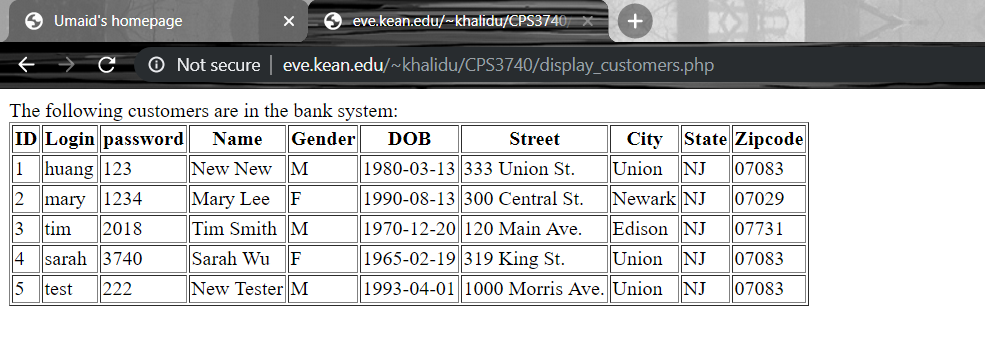 Umaid's homepage
eve.kean.edu/~khalidu/CPS3740
Not secure | eve.kean.edu/~khalidu/CPS3740/display_customers.php
The following customers are in the bank system:
ID Login password Name Gender DOB Street City State Zipcode
1 huang 123 New New M 1980-03-13 333 Union St. Union NJ 07083
2 mary 1234 Mary Lee F 1990-08-13 300 Central St. Newark NJ 07029
3 tim 2018 Tim Smith M 1970-12-20 120 Main Ave. Edison NJ 07731
4 sarah 3740 Sarah Wu F 1965-02-19 319 King St. Union NJ 07083
5 test 222 New Tester M 1993-04-01 1000 Morris Ave. Union NJ 07083